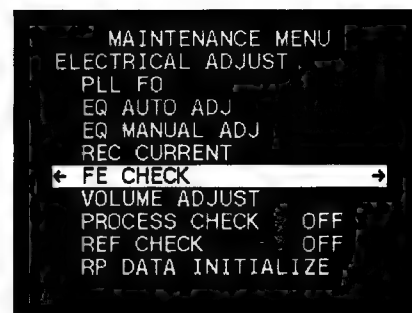 MAINTENANCE MENU
ELECTRICAL ADJUST
PLL FO
EQ AUTO ADJ
EQ MANUAL ADJ
REC CURRENT
← FE CHECK →
VOLUME ADJUST
PROCESS CHECK OFF
REF CHECK OFF
RP DATA INITIALIZE